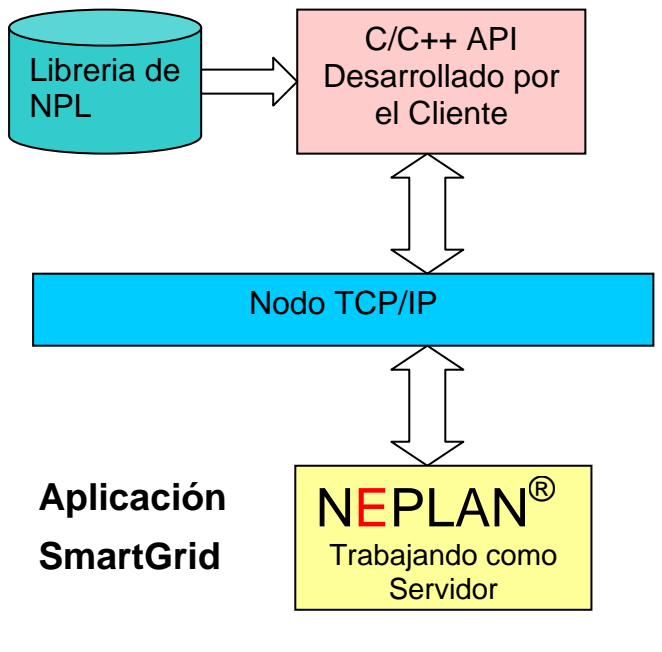 Libreria de
NPL
C/C++ API
Desarrollado por
el Cliente
Nodo TCP/IP
Aplicación
SmartGrid
NEPLAN®
Trabajando como
Servidor